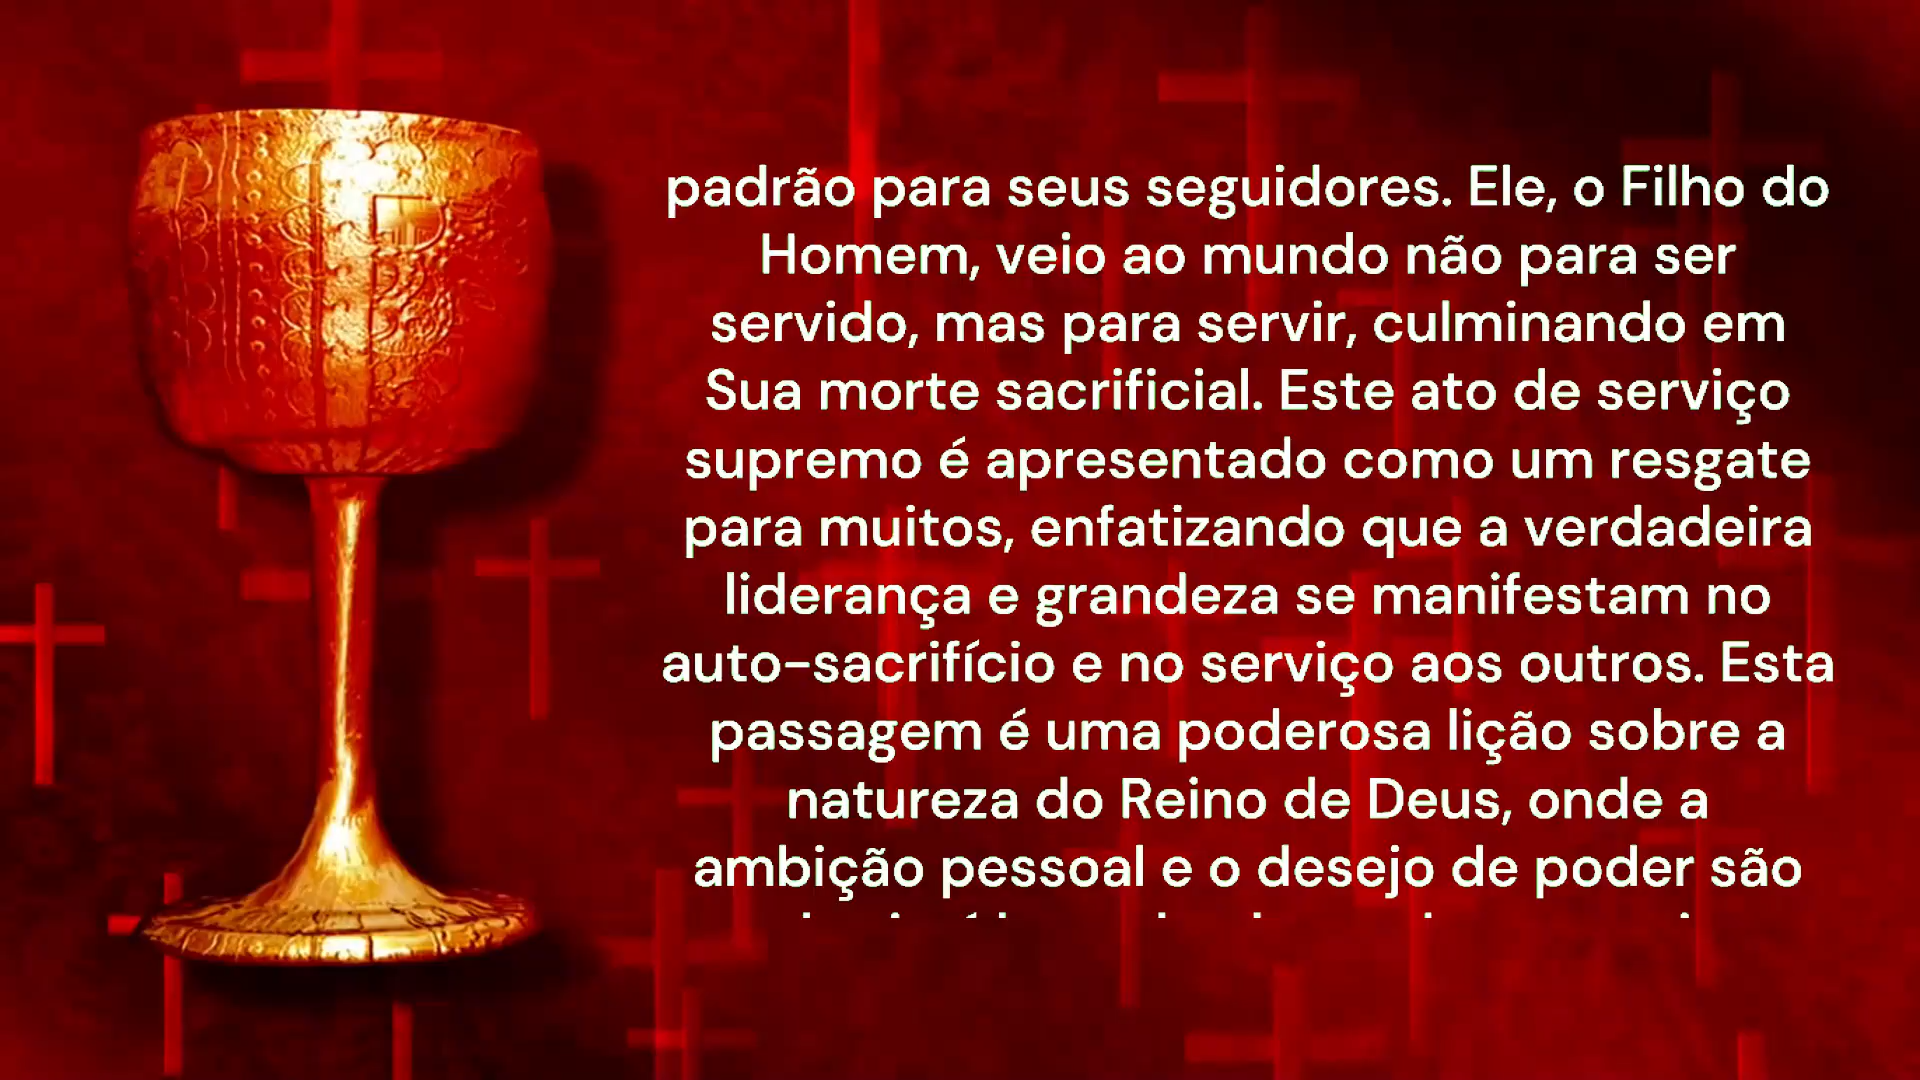 padrão para seus seguidores. Ele, o Filho do
Homem, veio ao mundo não para ser
servido, mas para servir, culminando em
Sua morte sacrificial. Este ato de serviço
supremo é apresentado como um resgate
para muitos, enfatizando que a verdadeira
liderança e grandeza se manifestam no
auto-sacrifício e no serviço aos outros. Esta
passagem é uma poderosa lição sobre a
natureza do Reino de Deus, onde a
ambição pessoal e o desejo de poder são